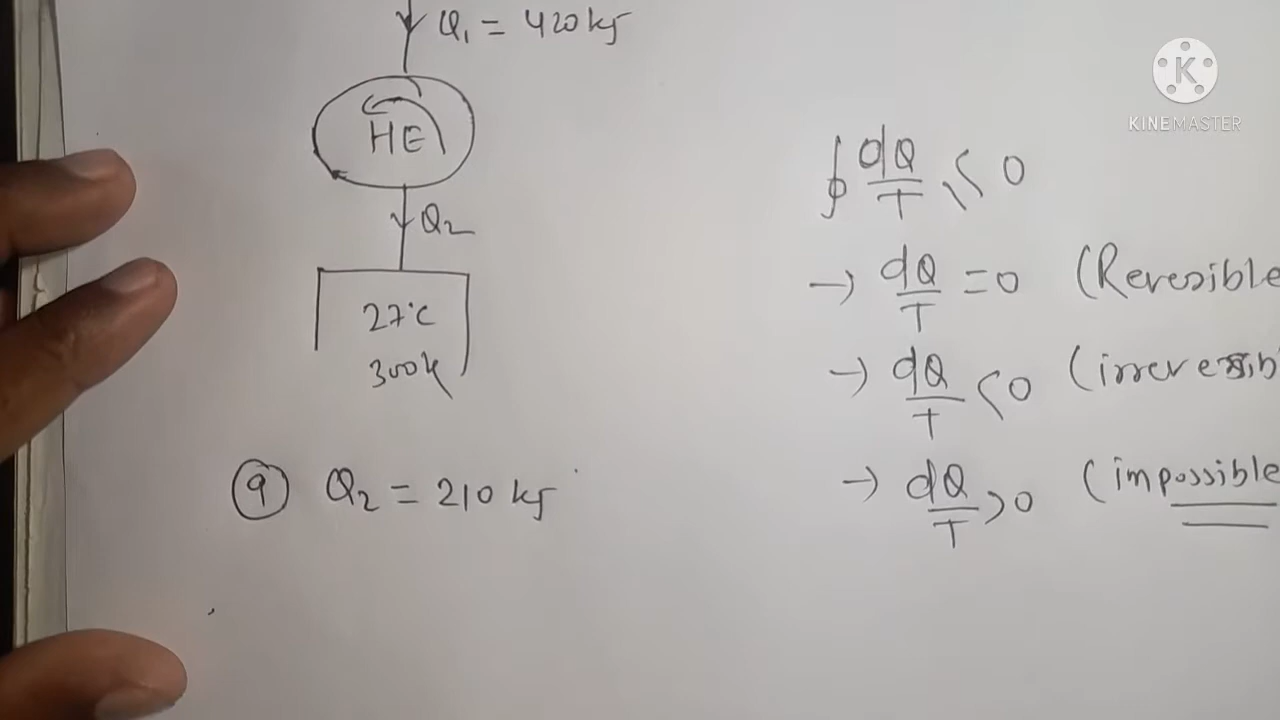 Q₁ = 420 kJ
HE
Q₂
27°C
300K
(a) Q₂ = 210 kJ
∮ dQ/T ≤ 0
→ dQ/T = 0 (Reversible
→ dQ/T < 0 (irreversib
→ dQ/T > 0 (impossible
K
KINEMASTER